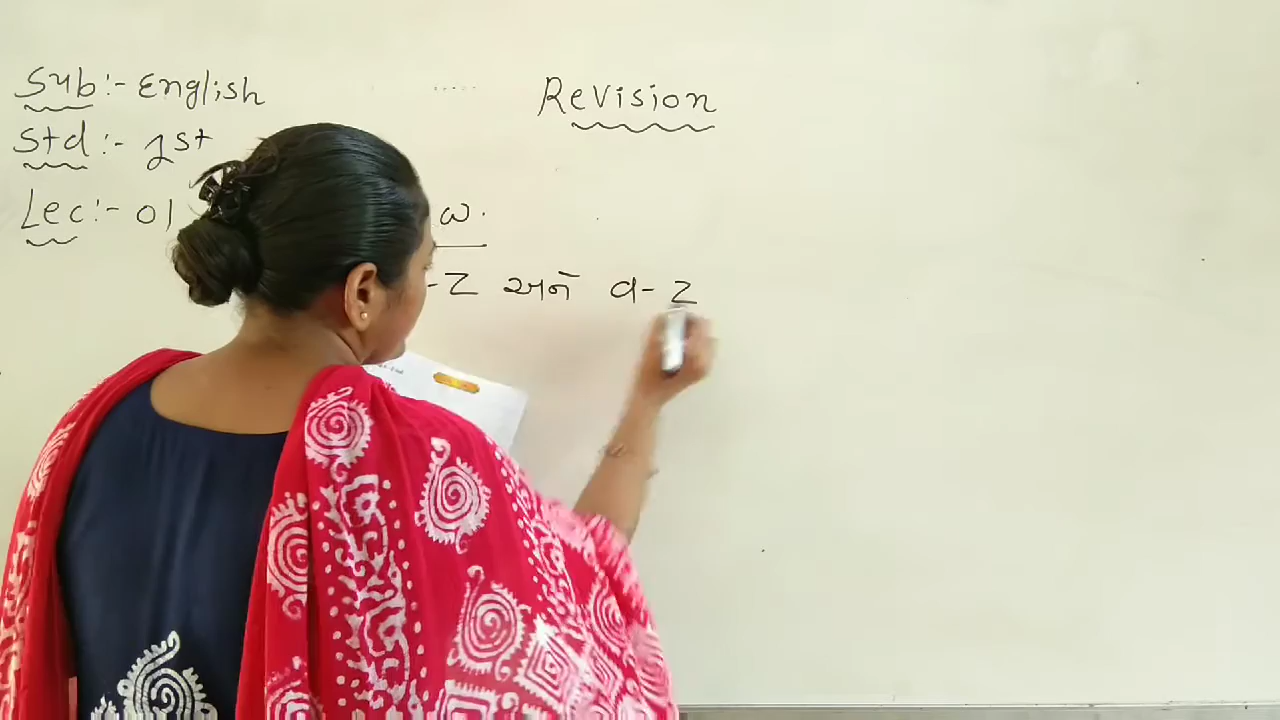 Sub:- English
Revision
Std :- 1st
Lec:- 01
w.
-Z અને a-z